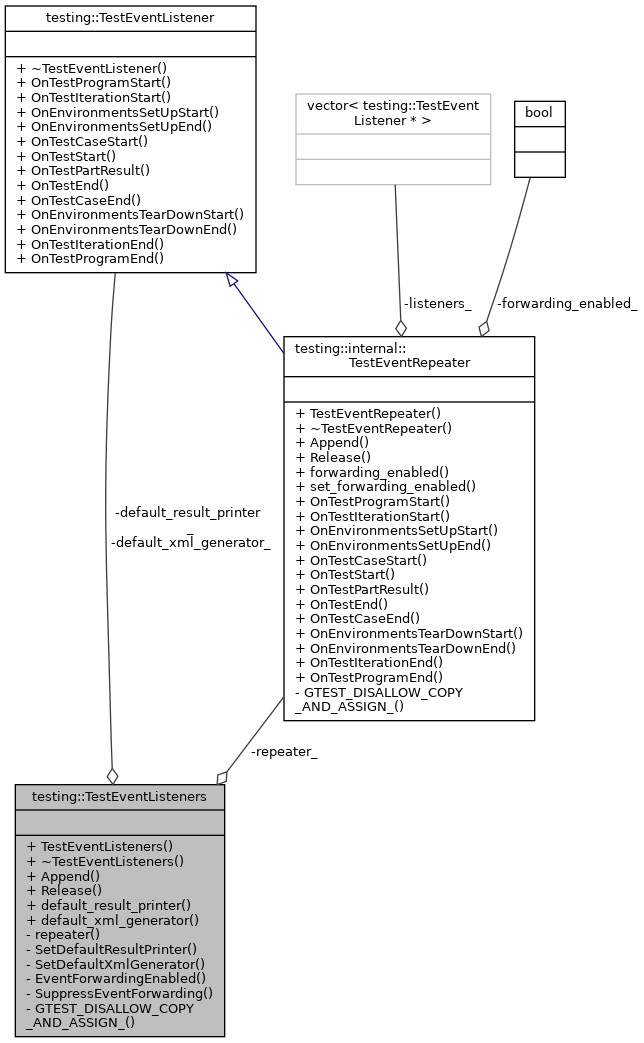 testing::TestEventListener
+ ~TestEventListener()
+ OnTestProgramStart()
+ OnTestIterationStart()
+ OnEnvironmentsSetUpStart()
+ OnEnvironmentsSetUpEnd()
+ OnTestCaseStart()
+ OnTestStart()
+ OnTestPartResult()
+ OnTestEnd()
+ OnTestCaseEnd()
+ OnEnvironmentsTearDownStart()
+ OnEnvironmentsTearDownEnd()
+ OnTestIterationEnd()
+ OnTestProgramEnd()
vector< testing::TestEvent
Listener * >
bool
-listeners_
-forwarding_enabled_
testing::internal::
TestEventRepeater
+ TestEventRepeater()
+ ~TestEventRepeater()
+ Append()
+ Release()
+ forwarding_enabled()
+ set_forwarding_enabled()
+ OnTestProgramStart()
+ OnTestIterationStart()
+ OnEnvironmentsSetUpStart()
+ OnEnvironmentsSetUpEnd()
+ OnTestCaseStart()
+ OnTestStart()
+ OnTestPartResult()
+ OnTestEnd()
+ OnTestCaseEnd()
+ OnEnvironmentsTearDownStart()
+ OnEnvironmentsTearDownEnd()
+ OnTestIterationEnd()
+ OnTestProgramEnd()
- GTEST_DISALLOW_COPY
_AND_ASSIGN_()
-default_result_printer
_
-default_xml_generator_
-repeater_
testing::TestEventListeners
+ TestEventListeners()
+ ~TestEventListeners()
+ Append()
+ Release()
+ default_result_printer()
+ default_xml_generator()
- repeater()
- SetDefaultResultPrinter()
- SetDefaultXmlGenerator()
- EventForwardingEnabled()
- SuppressEventForwarding()
- GTEST_DISALLOW_COPY
_AND_ASSIGN_()